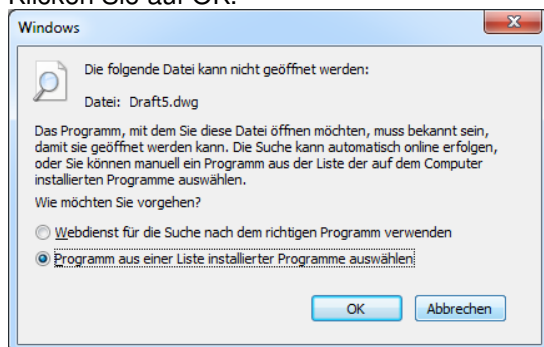 Klicken Sie auf OK.
Windows
Die folgende Datei kann nicht geöffnet werden:
Datei: Draft5.dwg
Das Programm, mit dem Sie diese Datei öffnen möchten, muss bekannt sein,
damit sie geöffnet werden kann. Die Suche kann automatisch online erfolgen,
oder Sie können manuell ein Programm aus der Liste der auf dem Computer
installierten Programme auswählen.
Wie möchten Sie vorgehen?
Webdienst für die Suche nach dem richtigen Programm verwenden
Programm aus einer Liste installierter Programme auswählen
OK Abbrechen